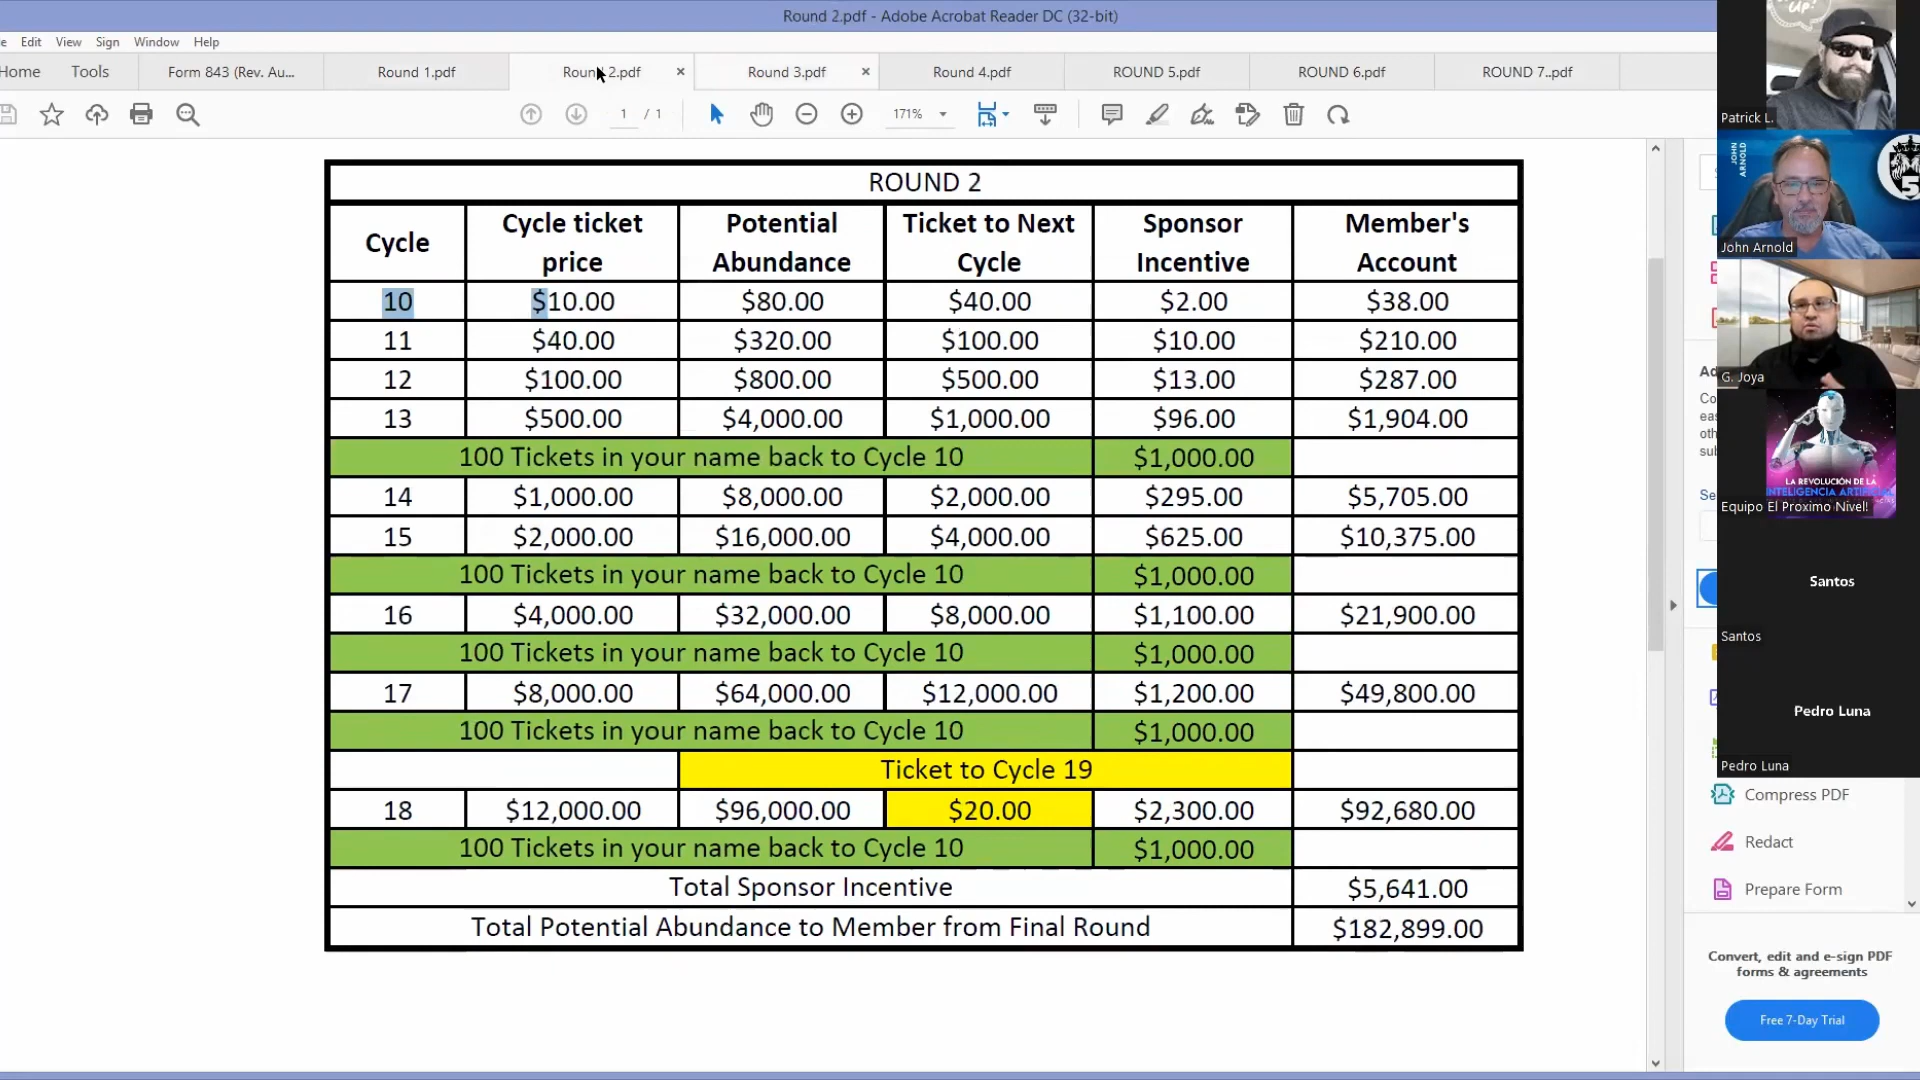 Round 2.pdf - Adobe Acrobat Reader DC (32-bit)
Edit View Sign Window Help
Home Tools Form 843 (Rev. Au... Round 1.pdf Round 2.pdf × Round 3.pdf × Round 4.pdf ROUND 5.pdf ROUND 6.pdf ROUND 7..pdf
1 / 1 171%
ROUND 2
Cycle Cycle ticket price Potential Abundance Ticket to Next Cycle Sponsor Incentive Member's Account
10 $10.00 $80.00 $40.00 $2.00 $38.00
11 $40.00 $320.00 $100.00 $10.00 $210.00
12 $100.00 $800.00 $500.00 $13.00 $287.00
13 $500.00 $4,000.00 $1,000.00 $96.00 $1,904.00
100 Tickets in your name back to Cycle 10 $1,000.00
14 $1,000.00 $8,000.00 $2,000.00 $295.00 $5,705.00
15 $2,000.00 $16,000.00 $4,000.00 $625.00 $10,375.00
100 Tickets in your name back to Cycle 10 $1,000.00
16 $4,000.00 $32,000.00 $8,000.00 $1,100.00 $21,900.00
100 Tickets in your name back to Cycle 10 $1,000.00
17 $8,000.00 $64,000.00 $12,000.00 $1,200.00 $49,800.00
100 Tickets in your name back to Cycle 10 $1,000.00
Ticket to Cycle 19
18 $12,000.00 $96,000.00 $20.00 $2,300.00 $92,680.00
100 Tickets in your name back to Cycle 10 $1,000.00
Total Sponsor Incentive $5,641.00
Total Potential Abundance to Member from Final Round $182,899.00
UP!
Patrick L.
JOHN ARNOLD
5
John Arnold
G. Joya
LA REVOLUCIÓN DE LA
INTELIGENCIA ARTIFICIAL
Equipo El Proximo Nivel!
Santos
Santos
Pedro Luna
Pedro Luna
Compress PDF
Redact
Prepare Form
Convert, edit and e-sign PDF
forms & agreements
Free 7-Day Trial